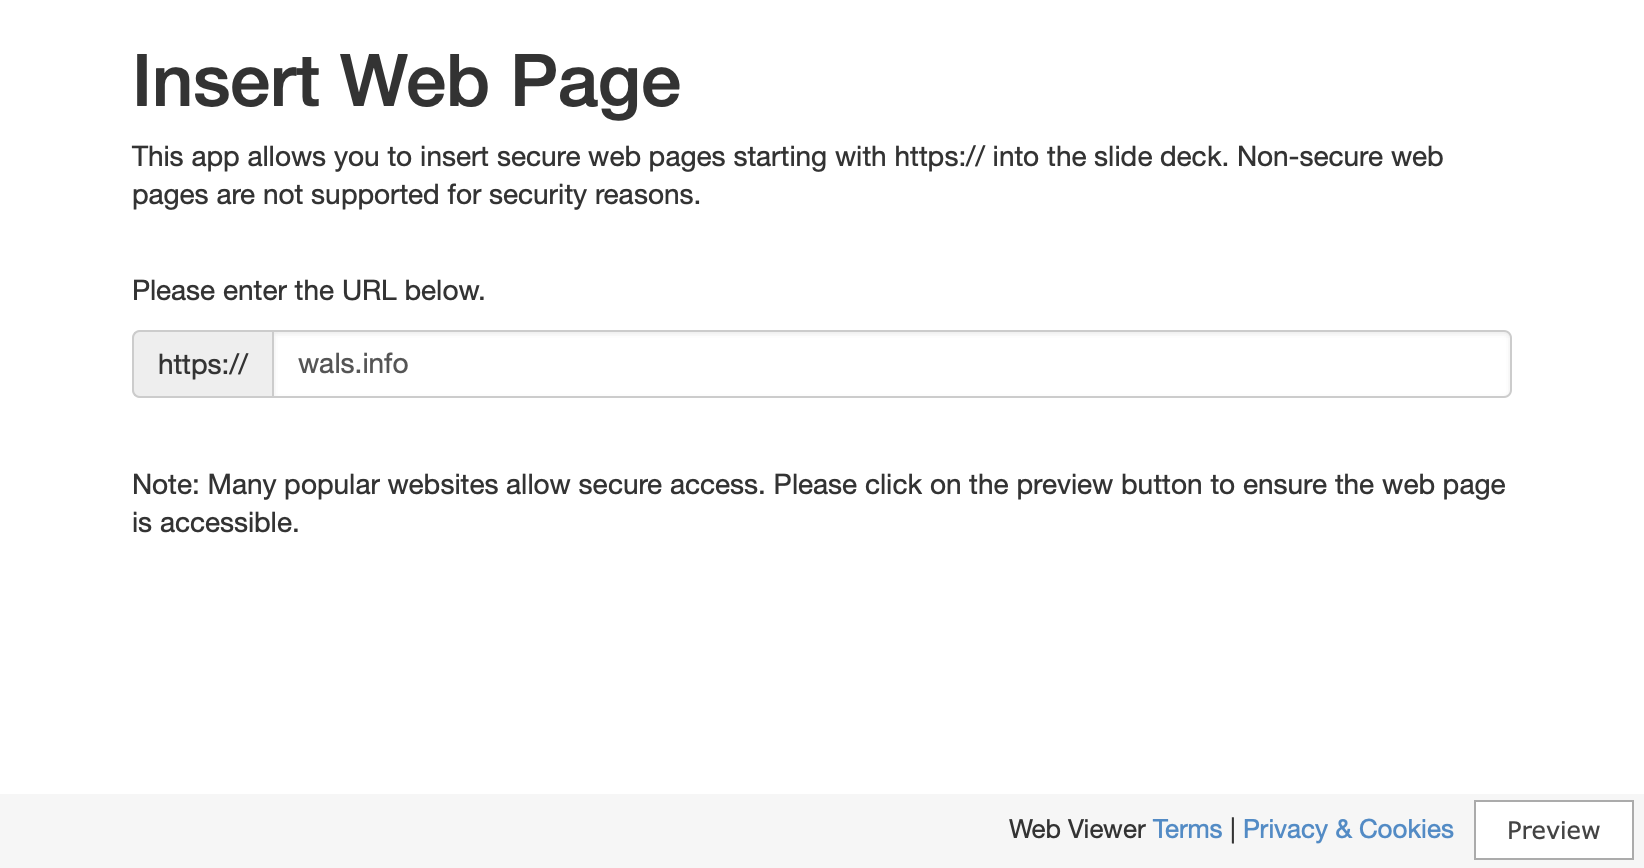 Insert Web Page
This app allows you to insert secure web pages starting with https:// into the slide deck. Non-secure web
pages are not supported for security reasons.
Please enter the URL below.
https:// wals.info
Note: Many popular websites allow secure access. Please click on the preview button to ensure the web page
is accessible.
Web Viewer Terms | Privacy & Cookies Preview